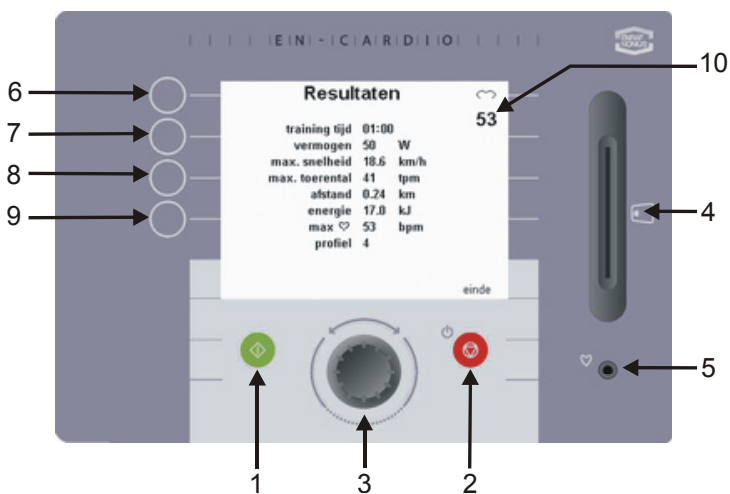 EN-CARDIO
ENRAF
NONIUS
6
7
8
9
10
4
5
Resultaten
53
training tijd 01:00
vermogen 50 W
max. snelheid 18.6 km/h
max. toerental 41 tpm
afstand 0.24 km
energie 17.0 kJ
max ♡ 53 bpm
profiel 4
einde
1
3
2